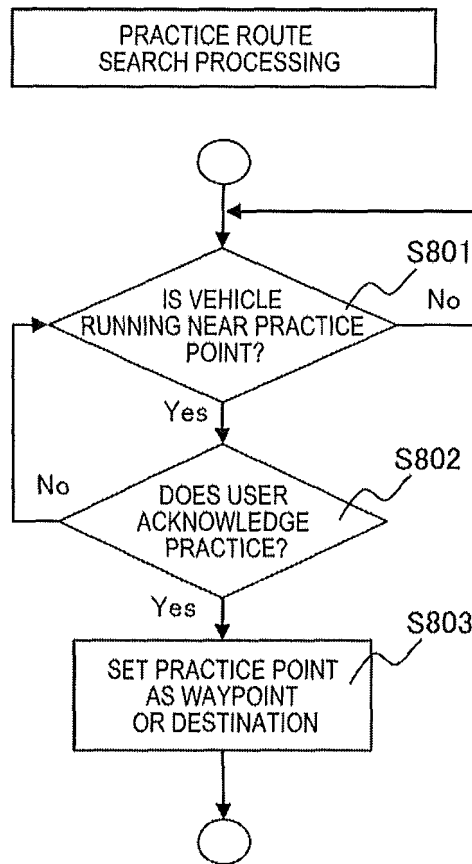 PRACTICE ROUTE
SEARCH PROCESSING
S801
IS VEHICLE
RUNNING NEAR PRACTICE
POINT?
No
Yes
S802
No
DOES USER
ACKNOWLEDGE
PRACTICE?
Yes
S803
SET PRACTICE POINT
AS WAYPOINT
OR DESTINATION